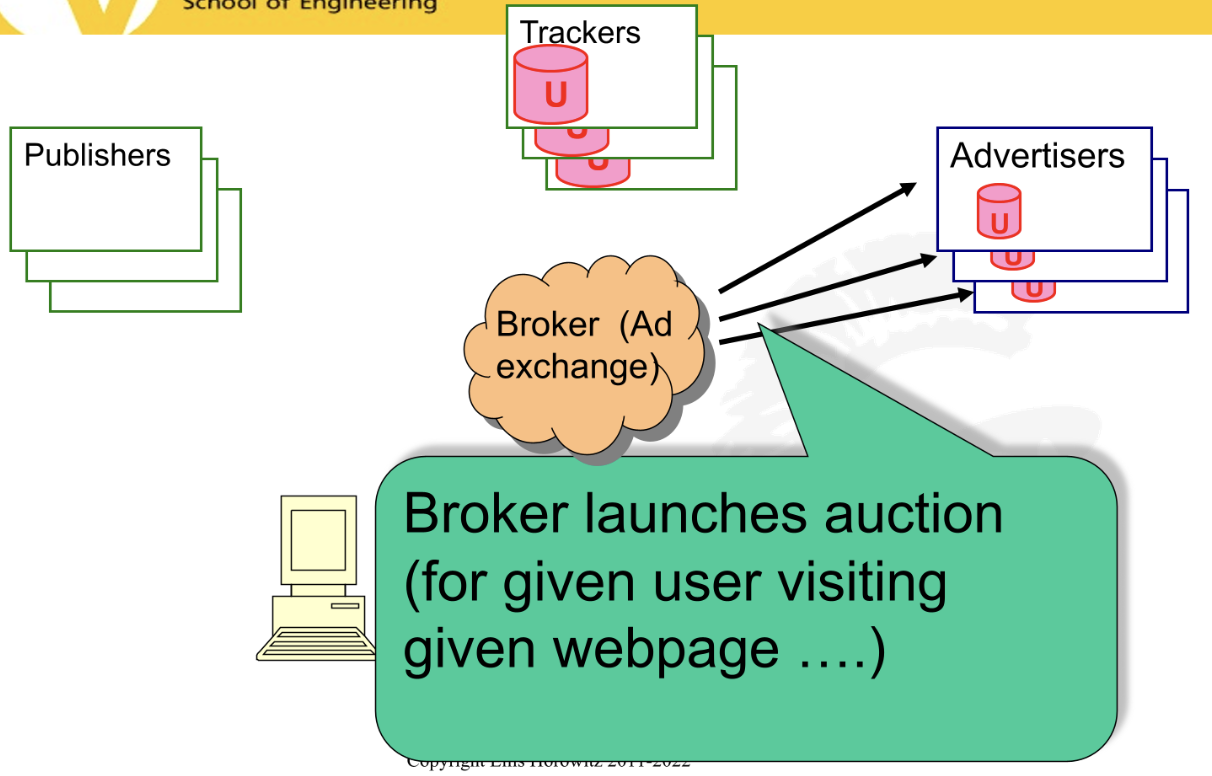 School of Engineering
Trackers
U
U
U
Publishers
Advertisers
U
U
U
Broker (Ad
exchange)
Broker launches auction
(for given user visiting
given webpage ….)
Copyright Ellis Horowitz 2011-2022